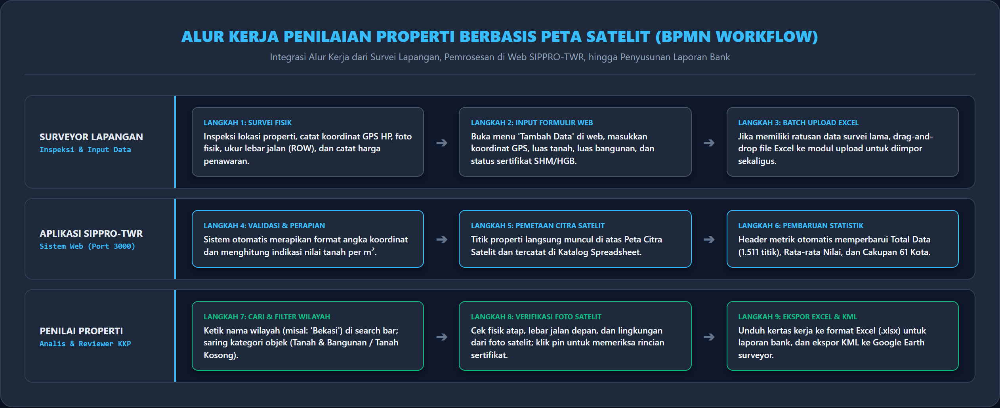 ALUR KERJA PENILAIAN PROPERTI BERBASIS PETA SATELIT (BPMN WORKFLOW)
Integrasi Alur Kerja dari Survei Lapangan, Pemrosesan di Web SIPPRO-TWR, hingga Penyusunan Laporan Bank
SURVEYOR LAPANGAN
Inspeksi & Input Data
LANGKAH 1: SURVEI FISIK
Inspeksi lokasi properti, catat koordinat GPS HP, foto
fisik, ukur lebar jalan (ROW), dan catat harga
penawaran.
➔
LANGKAH 2: INPUT FORMULIR WEB
Buka menu 'Tambah Data' di web, masukkan
koordinat GPS, luas tanah, luas bangunan, dan
status sertifikat SHM/HGB.
➔
LANGKAH 3: BATCH UPLOAD EXCEL
Jika memiliki ratusan data survei lama, drag-and-
drop file Excel ke modul upload untuk diimpor
sekaligus.
APLIKASI SIPPRO-TWR
Sistem Web (Port 3000)
LANGKAH 4: VALIDASI & PERAPIAN
Sistem otomatis merapikan format angka koordinat
dan menghitung indikasi nilai tanah per m².
➔
LANGKAH 5: PEMETAAN CITRA SATELIT
Titik properti langsung muncul di atas Peta Citra
Satelit dan tercatat di Katalog Spreadsheet.
➔
LANGKAH 6: PEMBARUAN STATISTIK
Header metrik otomatis memperbarui Total Data
(1.511 titik), Rata-rata Nilai, dan Cakupan 61 Kota.
PENILAI PROPERTI
Analis & Reviewer KKP
LANGKAH 7: CARI & FILTER WILAYAH
Ketik nama wilayah (misal: 'Bekasi') di search bar;
saring kategori objek (Tanah & Bangunan / Tanah
Kosong).
➔
LANGKAH 8: VERIFIKASI FOTO SATELIT
Cek fisik atap, lebar jalan depan, dan lingkungan
dari foto satelit; klik pin untuk memeriksa rincian
sertifikat.
➔
LANGKAH 9: EKSPOR EXCEL & KML
Unduh kertas kerja ke format Excel (.xlsx) untuk
laporan bank, dan ekspor KML ke Google Earth
surveyor.